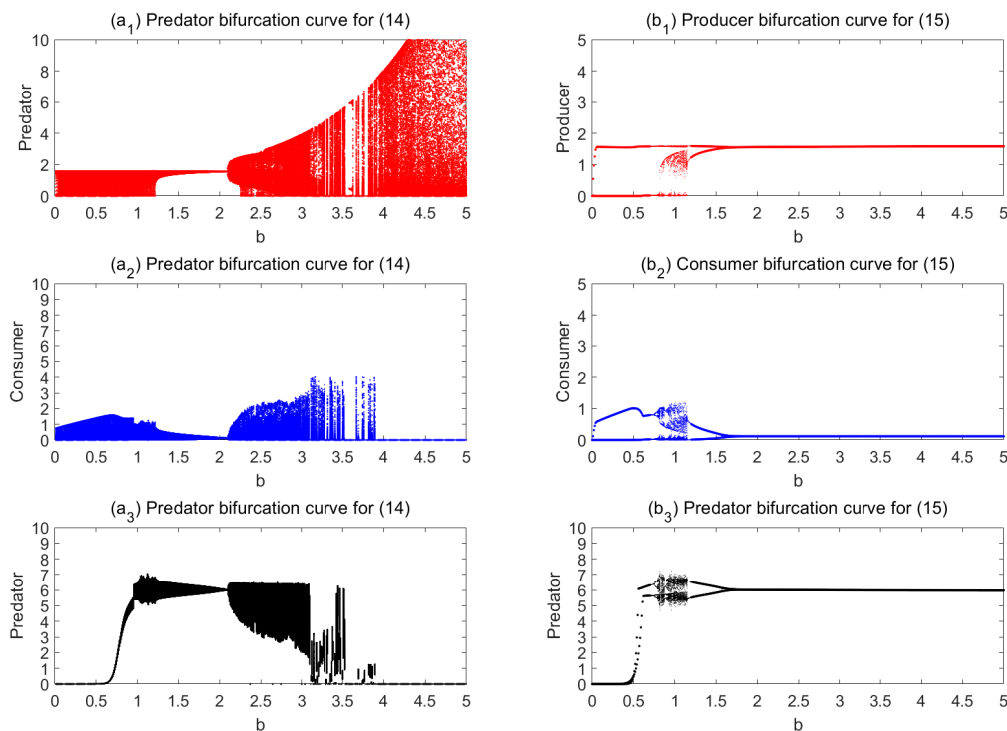 (a1) Predator bifurcation curve for (14)
10
8
6
4
2
0
Predator
0 0.5 1 1.5 2 2.5 3 3.5 4 4.5 5
b
(b1) Producer bifurcation curve for (15)
5
4
3
2
1
0
Producer
0 0.5 1 1.5 2 2.5 3 3.5 4 4.5 5
b
(a2) Predator bifurcation curve for (14)
10
9
8
7
6
5
4
3
2
1
0
Consumer
0 0.5 1 1.5 2 2.5 3 3.5 4 4.5 5
b
(b2) Consumer bifurcation curve for (15)
5
4
3
2
1
0
Consumer
0 0.5 1 1.5 2 2.5 3 3.5 4 4.5 5
b
(a3) Predator bifurcation curve for (14)
10
9
8
7
6
5
4
3
2
1
0
Predator
0 0.5 1 1.5 2 2.5 3 3.5 4 4.5 5
b
(b3) Predator bifurcation curve for (15)
10
9
8
7
6
5
4
3
2
1
0
Predator
0 0.5 1 1.5 2 2.5 3 3.5 4 4.5 5
b